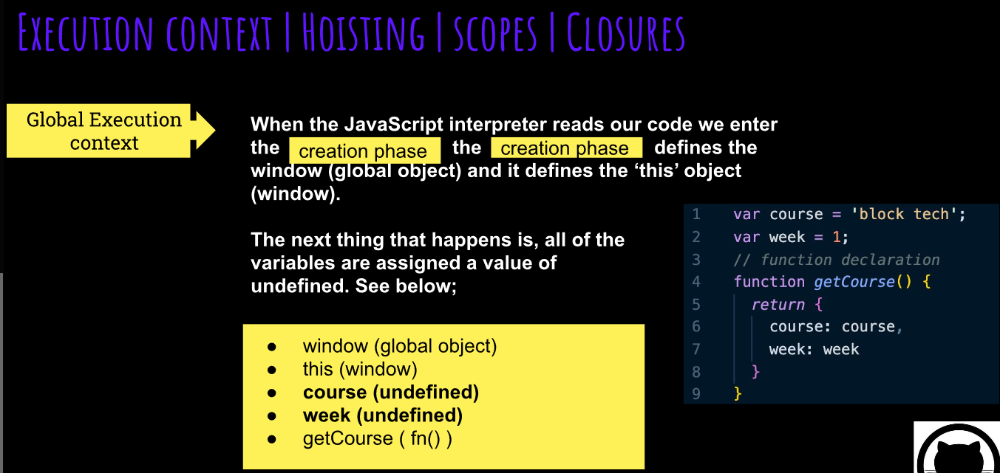 EXECUTION CONTEXT | HOISTING | SCOPES | CLOSURES
Global Execution
context
When the JavaScript interpreter reads our code we enter
the creation phase the creation phase defines the
window (global object) and it defines the ‘this’ object
(window).
The next thing that happens is, all of the
variables are assigned a value of
undefined. See below;
● window (global object)
● this (window)
● course (undefined)
● week (undefined)
● getCourse ( fn() )
1 var course = 'block tech';
2 var week = 1;
3 // function declaration
4 function getCourse() {
5 return {
6 course: course,
7 week: week
8 }
9 }